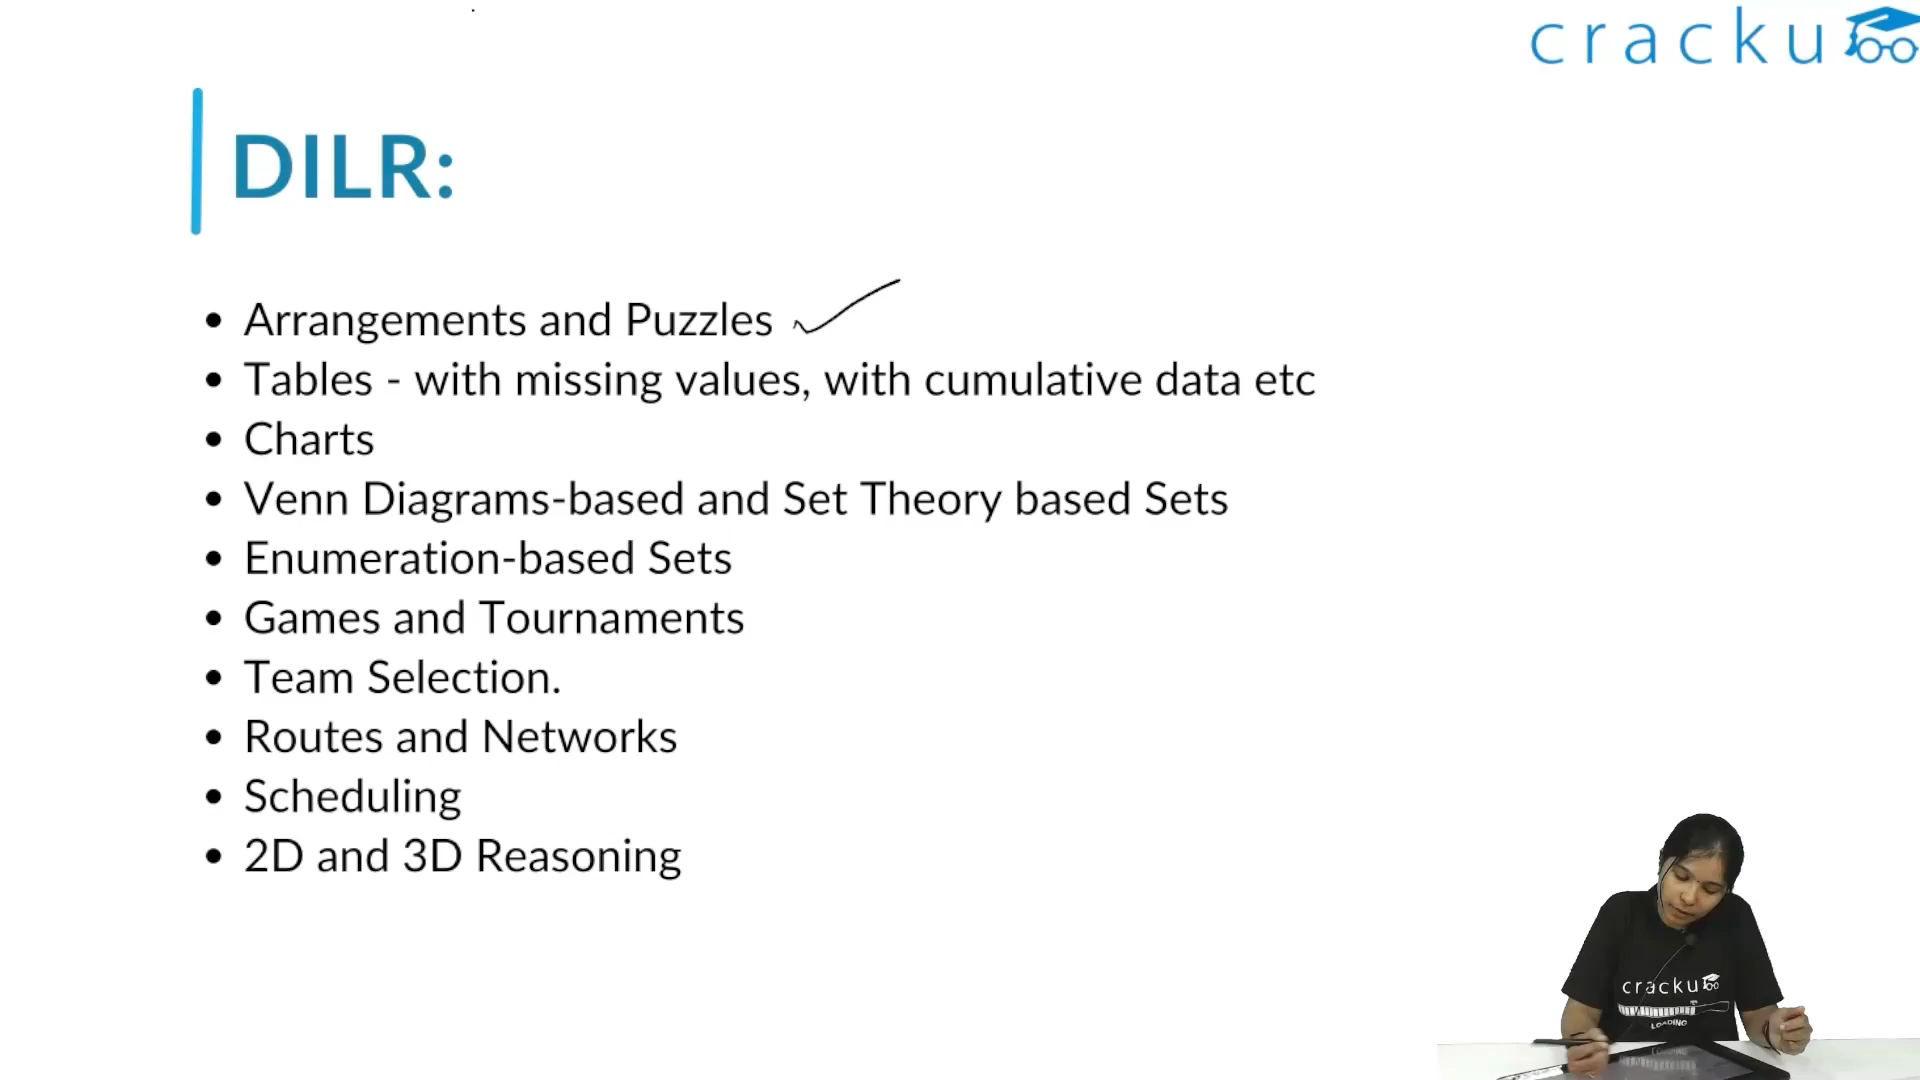 cracku
DILR:
• Arrangements and Puzzles
• Tables - with missing values, with cumulative data etc
• Charts
• Venn Diagrams-based and Set Theory based Sets
• Enumeration-based Sets
• Games and Tournaments
• Team Selection.
• Routes and Networks
• Scheduling
• 2D and 3D Reasoning
cracku
LOADING